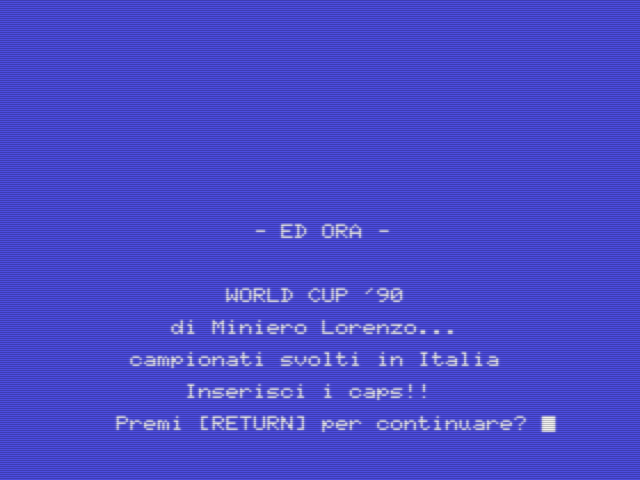 - ED ORA -
WORLD CUP ´90
di Miniero Lorenzo...
campionati svolti in Italia
Inserisci i caps!!
Premi [RETURN] per continuare?